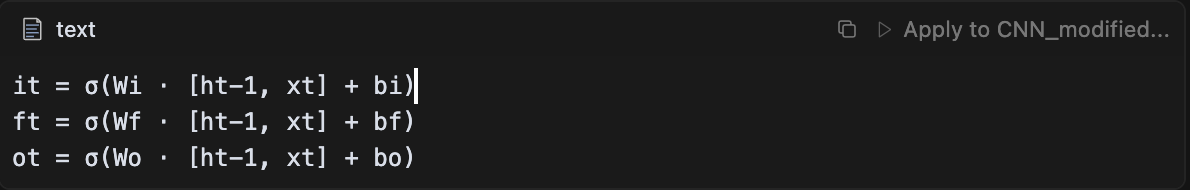 text
Apply to CNN_modified...
it = σ(Wi · [ht-1, xt] + bi)
ft = σ(Wf · [ht-1, xt] + bf)
ot = σ(Wo · [ht-1, xt] + bo)